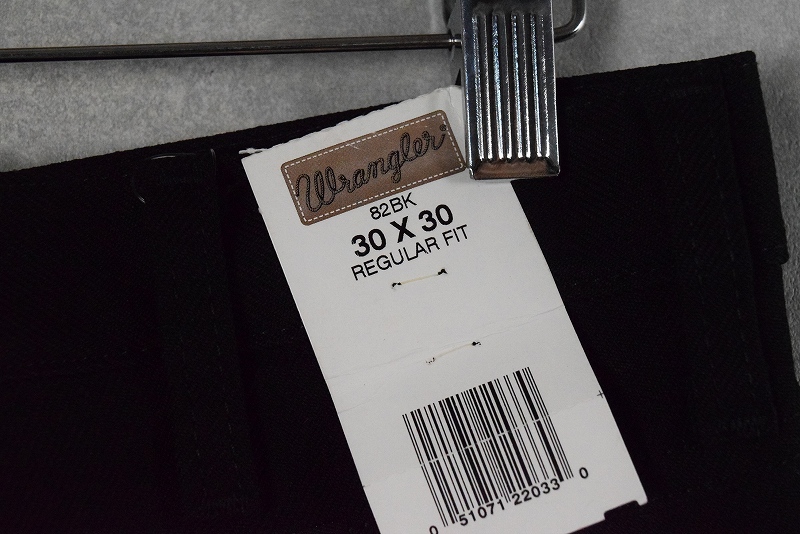 Wrangler
82BK
30 X 30
REGULAR FIT
0 51071 22033 0